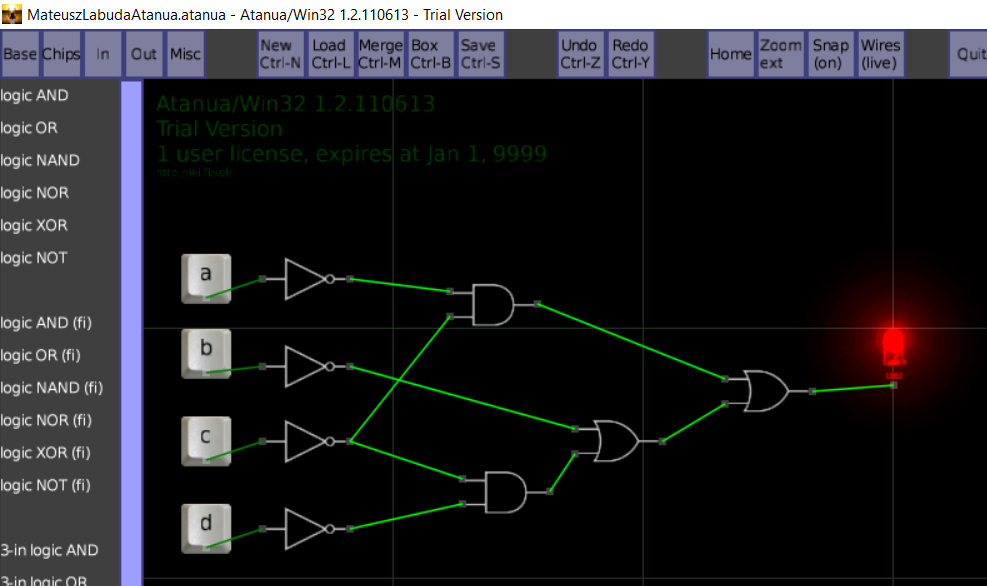 MateuszLabudaAtanua.atanua - Atanua/Win32 1.2.110613 - Trial Version
Base Chips In Out Misc New Ctrl-N Load Ctrl-L Merge Ctrl-M Box Ctrl-B Save Ctrl-S Undo Ctrl-Z Redo Ctrl-Y Home Zoom ext Snap (on) Wires (live) Quit
logic AND
logic OR
logic NAND
logic NOR
logic XOR
logic NOT
logic AND (fi)
logic OR (fi)
logic NAND (fi)
logic NOR (fi)
logic XOR (fi)
logic NOT (fi)
3-in logic AND
3-in logic OR
Atanua/Win32 1.2.110613
Trial Version
1 user license, expires at Jan 1, 9999
a
b
c
d